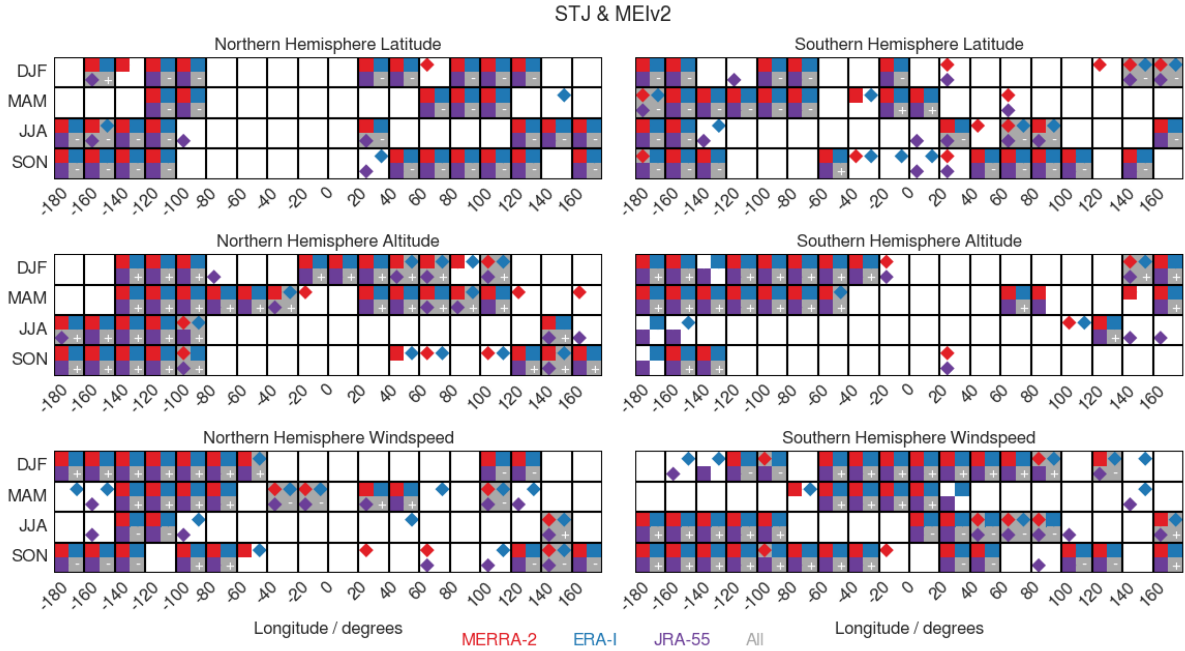 STJ & MEIv2
Northern Hemisphere Latitude
Southern Hemisphere Latitude
DJF
MAM
JJA
SON
-180 -160 -140 -120 -100 -80 -60 -40 -20 0 20 40 60 80 100 120 140 160
-180 -160 -140 -120 -100 -80 -60 -40 -20 0 20 40 60 80 100 120 140 160
Northern Hemisphere Altitude
Southern Hemisphere Altitude
DJF
MAM
JJA
SON
-180 -160 -140 -120 -100 -80 -60 -40 -20 0 20 40 60 80 100 120 140 160
-180 -160 -140 -120 -100 -80 -60 -40 -20 0 20 40 60 80 100 120 140 160
Northern Hemisphere Windspeed
Southern Hemisphere Windspeed
DJF
MAM
JJA
SON
-180 -160 -140 -120 -100 -80 -60 -40 -20 0 20 40 60 80 100 120 140 160
-180 -160 -140 -120 -100 -80 -60 -40 -20 0 20 40 60 80 100 120 140 160
Longitude / degrees
Longitude / degrees
MERRA-2 ERA-I JRA-55 All